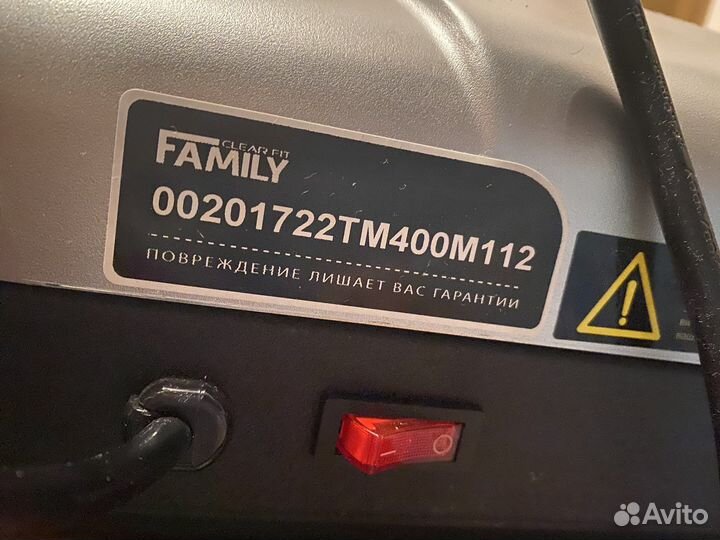 CLEAR FIT
FAMILY
00201722TM400M112
ПОВРЕЖДЕНИЕ ЛИШАЕТ ВАС ГАРАНТИИ
Avito